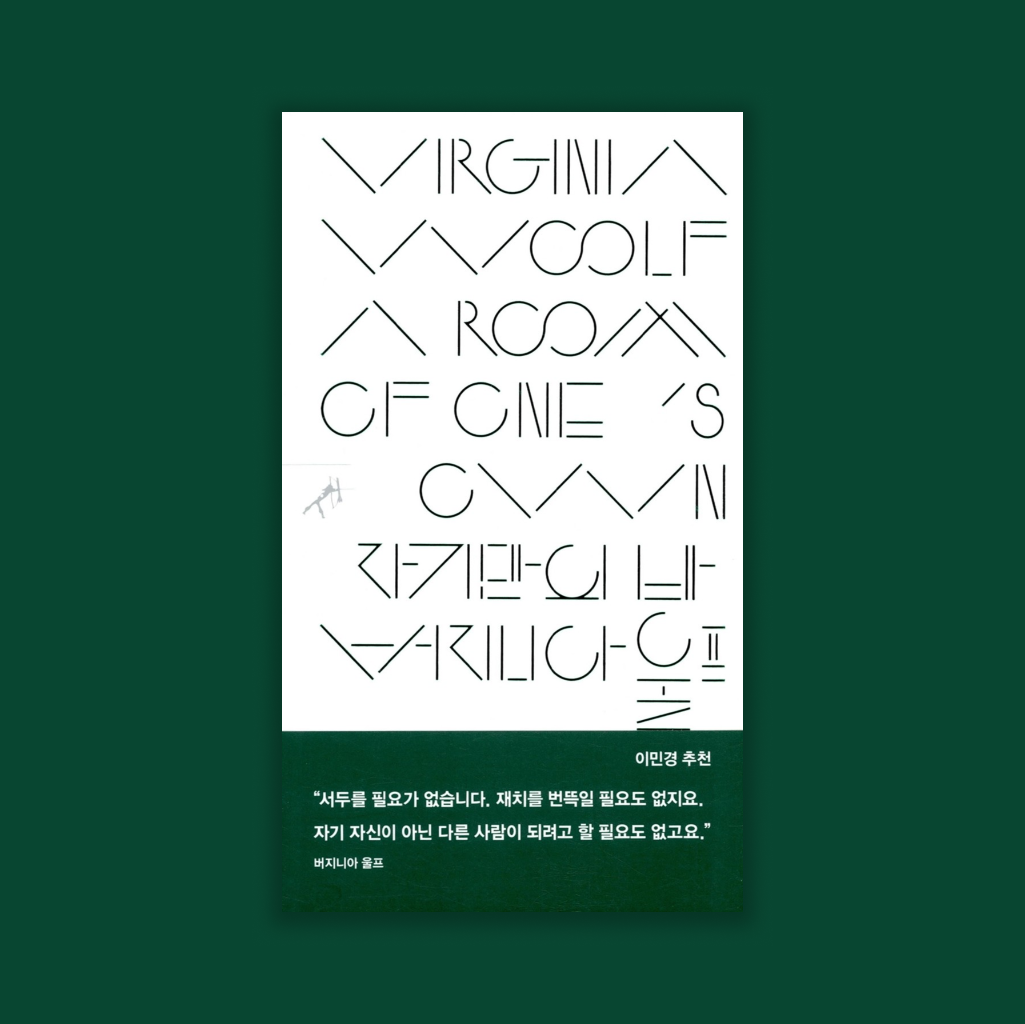 VIRGINIA
WOOLF
A ROOM
OF ONE'S
OWN
자기만의 방
버지니아 울프
이민경 추천
“서두를 필요가 없습니다. 재치를 번뜩일 필요도 없지요.
자기 자신이 아닌 다른 사람이 되려고 할 필요도 없고요.”
버지니아 울프